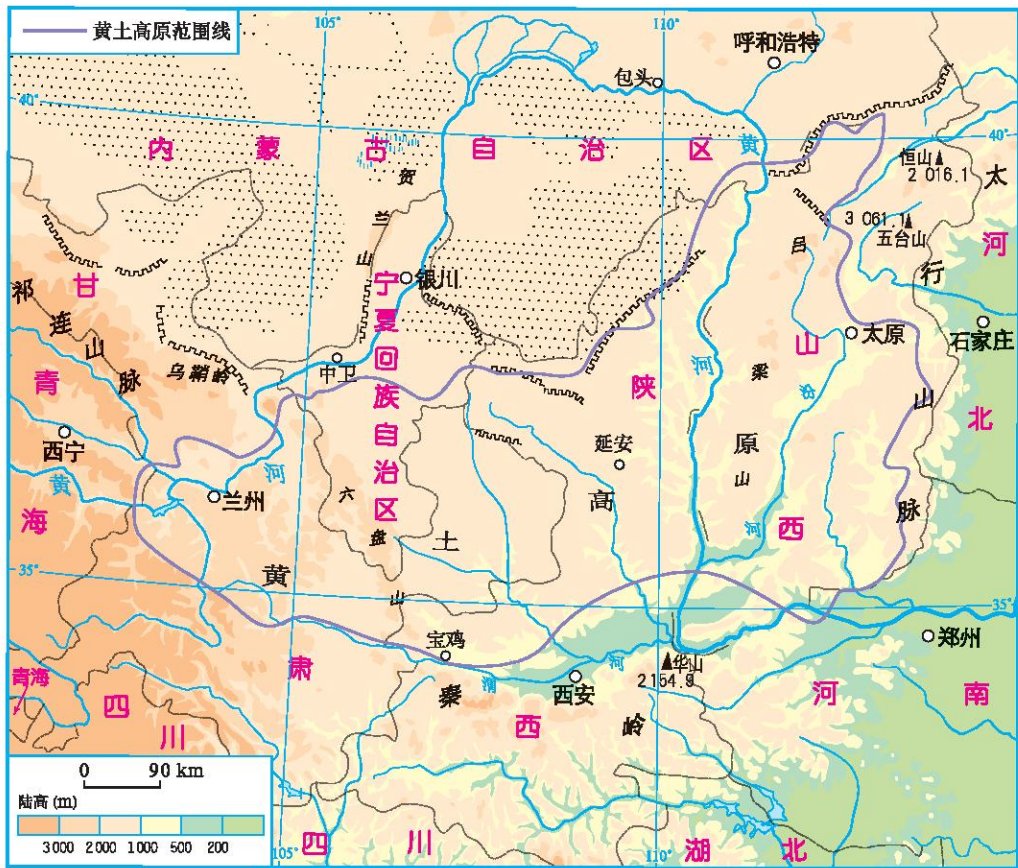 黄土高原范围线
105°
110°
呼和浩特
包头
40°
40°
内蒙古自治区
黄
恒山
2 016.1
太
贺
兰
山
3 061.1
五台山
吕
河
行
甘
祁
连
山
脉
银川
宁夏回族自治区
石家庄
太原
山
中卫
乌鞘岭
陕
河
梁
汾
山
北
青
西宁
延安
原
山
黄
河
兰州
六
高
脉
海
盘
土
河
西
35°
黄
山
35°
宝鸡
郑州
华山
2154.9
肃
渭
河
西安
青海
四
川
秦
西
岭
河
南
0 90 km
陆高 (m)
3000 2 000 1000 500 200
105°
四
川
110°
湖
北